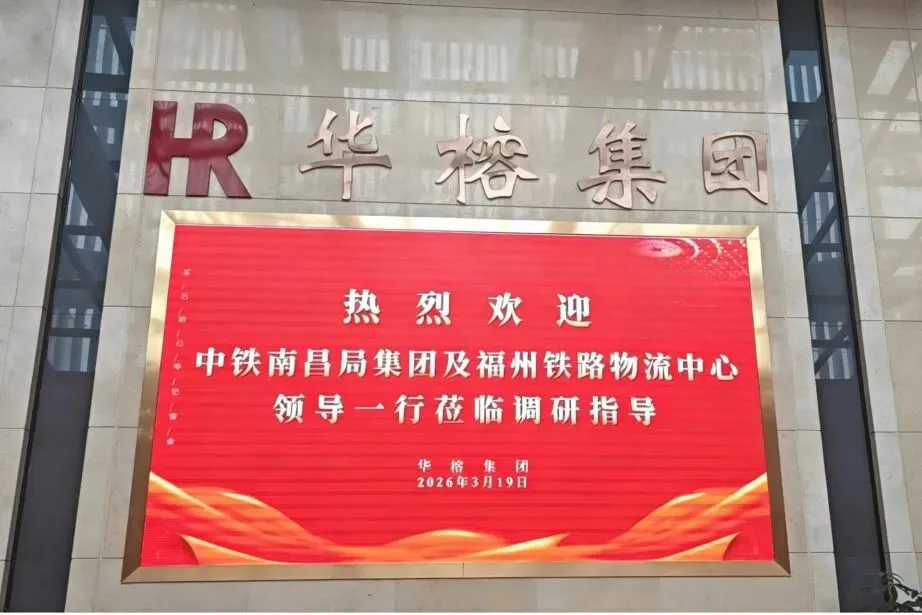 HR 华榕集团
热烈欢迎
中铁南昌局集团及福州铁路物流中心
领导一行莅临调研指导
华榕集团
2026年3月19日